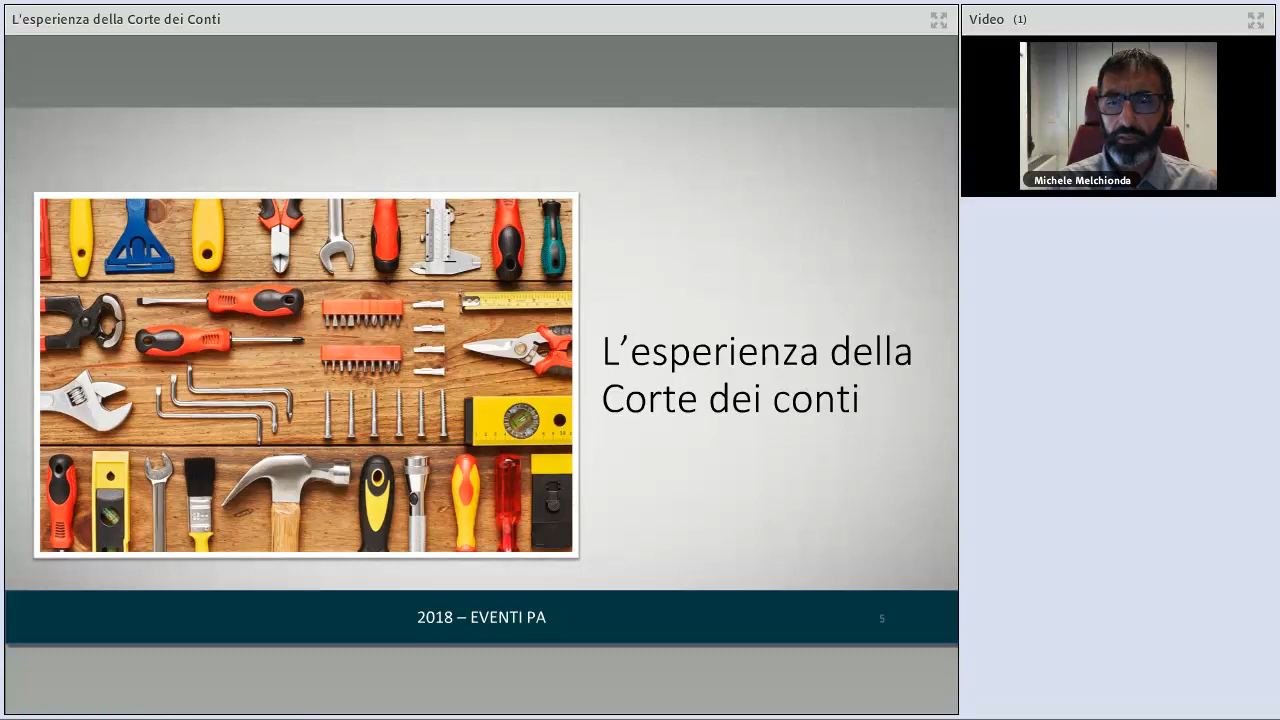 L'esperienza della Corte dei Conti
Video (1)
Michele Melchionda
L’esperienza della
Corte dei conti
2018 – EVENTI PA
5